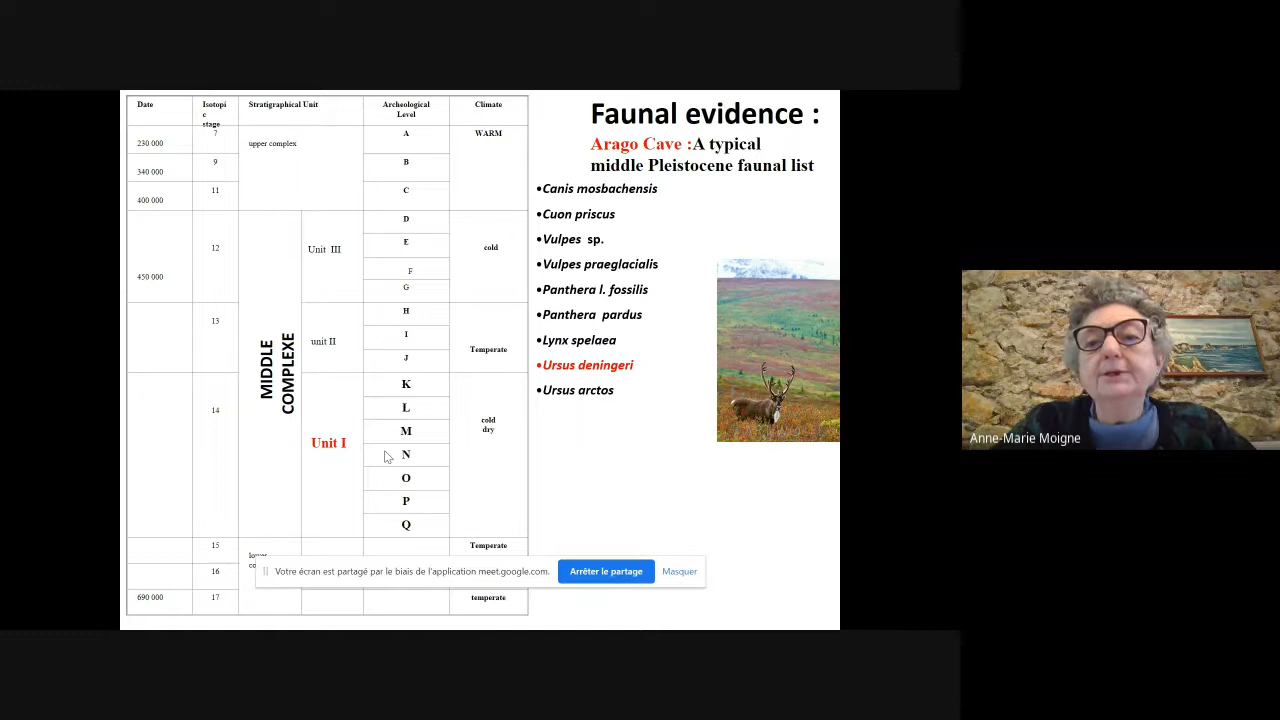 Date Isotopi Stratigraphical Unit Archeological Climate
c Level
stage
7 A WARM
230 000 upper complex
9 B
340 000
11 C
400 000
D
E
12 Unit III cold
F
450 000
G
H
13
I
unit II
Temperate
J
MIDDLE
COMPLEXE
K
14 L
cold
dry
M
Unit I
N
O
P
Q
15 Temperate
16
690 000 17 temperate
Faunal evidence :
Arago Cave :A typical
middle Pleistocene faunal list
•Canis mosbachensis
•Cuon priscus
•Vulpes sp.
•Vulpes praeglacialis
•Panthera l. fossilis
•Panthera pardus
•Lynx spelaea
•Ursus deningeri
•Ursus arctos
Votre écran est partagé par le biais de l'application meet.google.com. Arrêter le partage Masquer
Anne-Marie Moigne